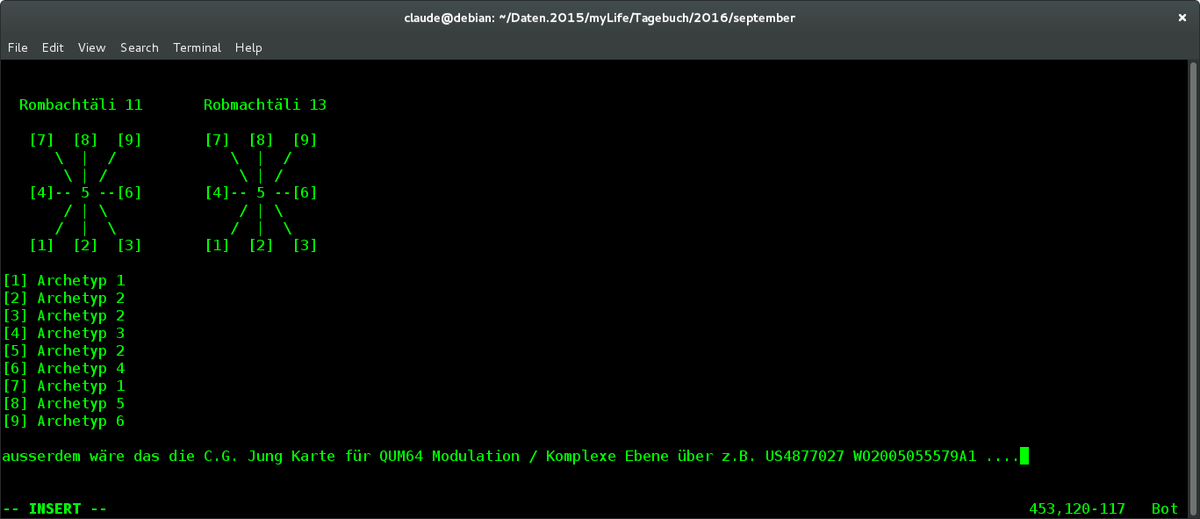 claude@debian: ~/Daten.2015/myLife/Tagebuch/2016/september
File Edit View Search Terminal Help
Rombachtäli 11 Robmachtäli 13
[7] [8] [9] [7] [8] [9]
\ | / \ | /
\ | / \ | /
[4]-- 5 --[6] [4]-- 5 --[6]
/ | \ / | \
/ | \ / | \
[1] [2] [3] [1] [2] [3]
[1] Archetyp 1
[2] Archetyp 2
[3] Archetyp 2
[4] Archetyp 3
[5] Archetyp 2
[6] Archetyp 4
[7] Archetyp 1
[8] Archetyp 5
[9] Archetyp 6
ausserdem wäre das die C.G. Jung Karte für QUM64 Modulation / Komplexe Ebene über z.B. US4877027 WO2005055579A1 ....
-- INSERT -- 453,120-117 Bot